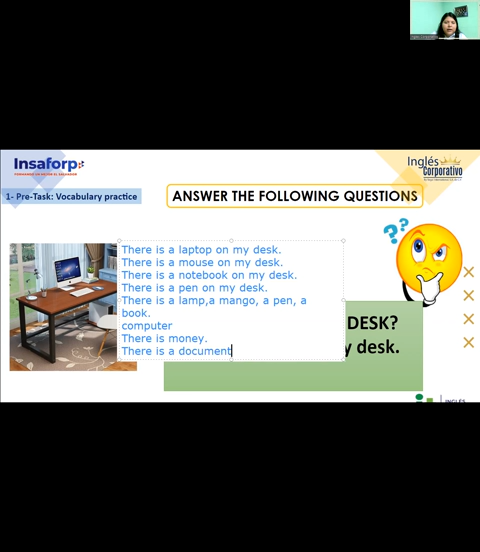 Insaforp
Inglés
Corporativo
1- Pre-Task: Vocabulary practice
ANSWER THE FOLLOWING QUESTIONS
There is a laptop on my desk.
There is a mouse on my desk.
There is a notebook on my desk.
There is a pen on my desk.
There is a lamp,a mango, a pen, a
book.
computer
There is money.
There is a document
DESK?
y desk.
INGLÉS